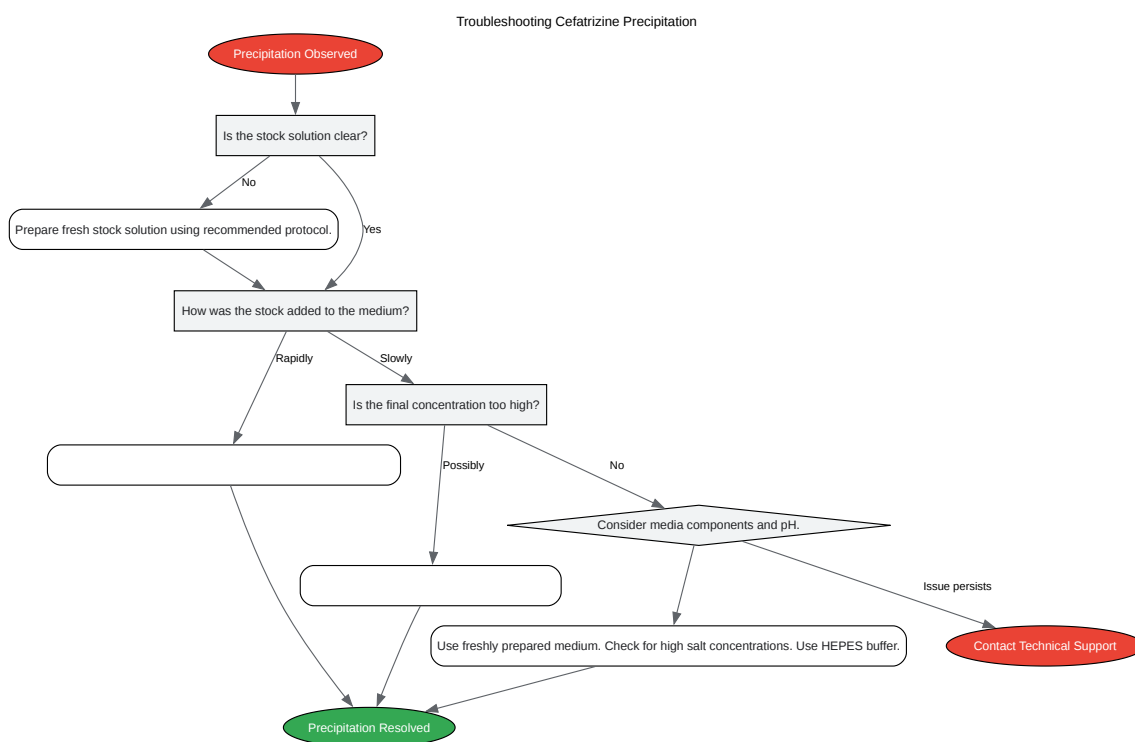 Troubleshooting Cefatrizine Precipitation
Precipitation Observed
Is the stock solution clear?
No
Prepare fresh stock solution using recommended protocol.
Yes
How was the stock added to the medium?
Rapidly
Slowly
Is the final concentration too high?
Possibly
No
Consider media components and pH.
Issue persists
Use freshly prepared medium. Check for high salt concentrations. Use HEPES buffer.
Contact Technical Support
Precipitation Resolved